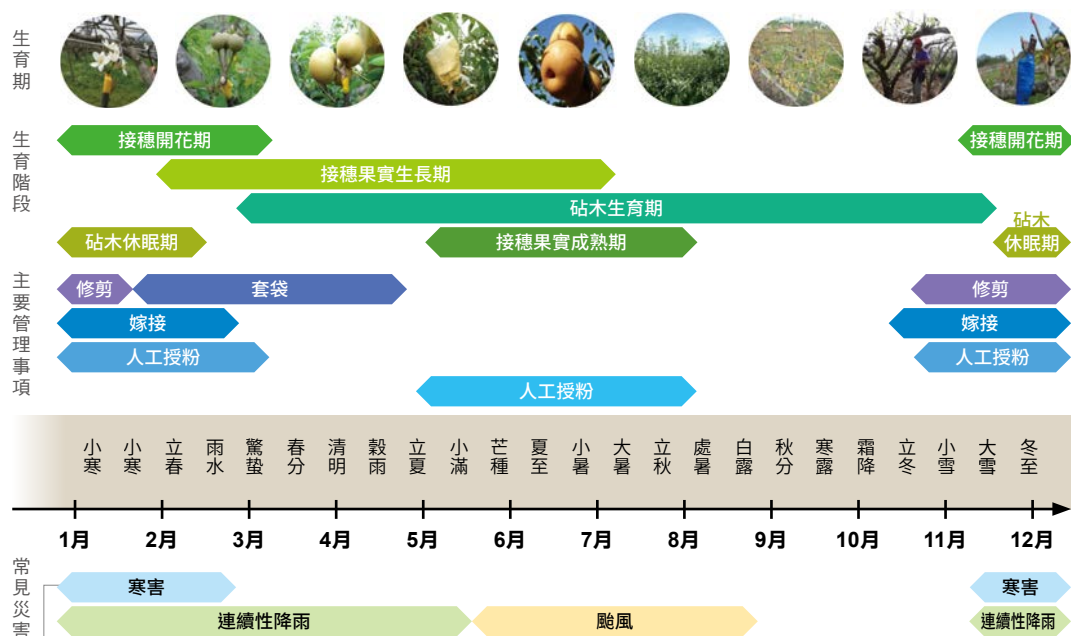 生育期
生育階段
接穗開花期
接穗開花期
接穗果實生長期
砧木生育期
砧木休眠期
接穗果實成熟期
砧木
休眠期
主要管理事項
修剪
套袋
修剪
嫁接
嫁接
人工授粉
人工授粉
人工授粉
小寒 小寒 立春 雨水 驚蟄 春分 清明 穀雨 立夏 小滿 芒種 夏至 小暑 大暑 立秋 處暑 白露 秋分 寒露 霜降 立冬 小雪 大雪 冬至
1月 2月 3月 4月 5月 6月 7月 8月 9月 10月 11月 12月
常見災害
寒害
寒害
連續性降雨
颱風
連續性降雨